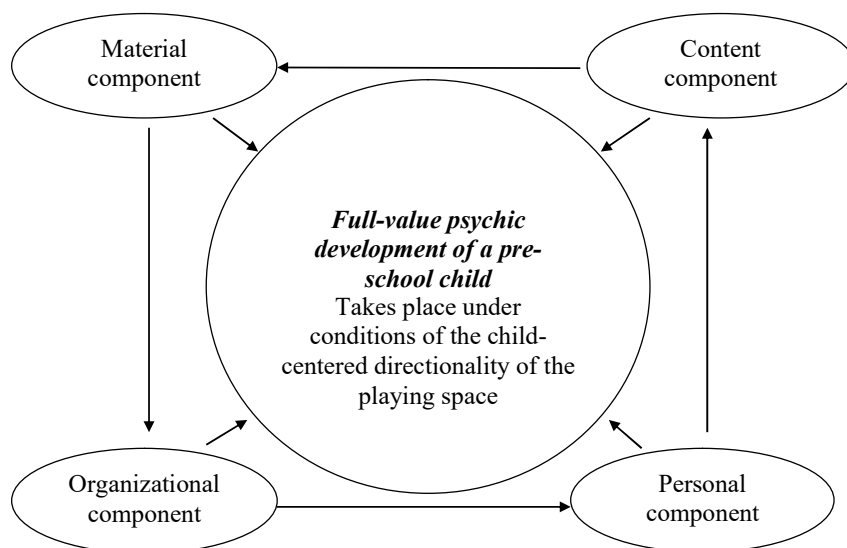 Material
component
Content
component
Full-value psychic
development of a pre-
school child
Takes place under
conditions of the child-
centered directionality of the
playing space
Organizational
component
Personal
component